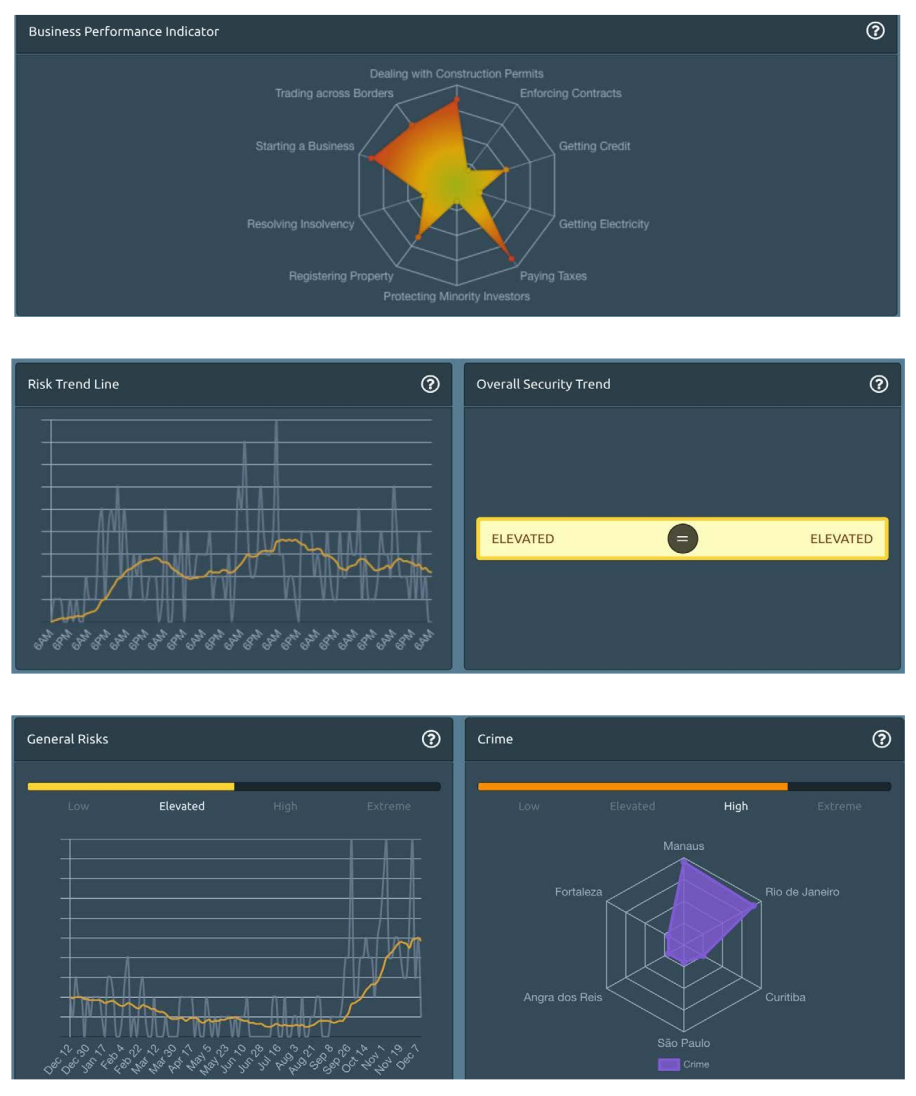 Business Performance Indicator
?
Dealing with Construction Permits
Trading across Borders
Enforcing Contracts
Starting a Business
Getting Credit
Resolving Insolvency
Getting Electricity
Registering Property
Paying Taxes
Protecting Minority Investors
Risk Trend Line
?
6AM 6PM 6AM 6PM 6AM 6PM 6AM 6PM 6AM 6PM 6AM 6PM 6AM 6PM 6AM 6PM 6AM 6PM 6AM 6PM 6AM
Overall Security Trend
?
ELEVATED = ELEVATED
General Risks
?
Low Elevated High Extreme
Dec 12 Dec 30 Jan 17 Feb 4 Feb 22 Mar 12 Mar 30 Apr 17 May 5 May 23 Jun 10 Jun 28 Jul 16 Aug 3 Aug 21 Sep 8 Sep 26 Oct 14 Nov 1 Nov 19 Dec 7
Crime
?
Low Elevated High Extreme
Manaus
Fortaleza
Rio de Janeiro
Angra dos Reis
Curitiba
São Paulo
Crime